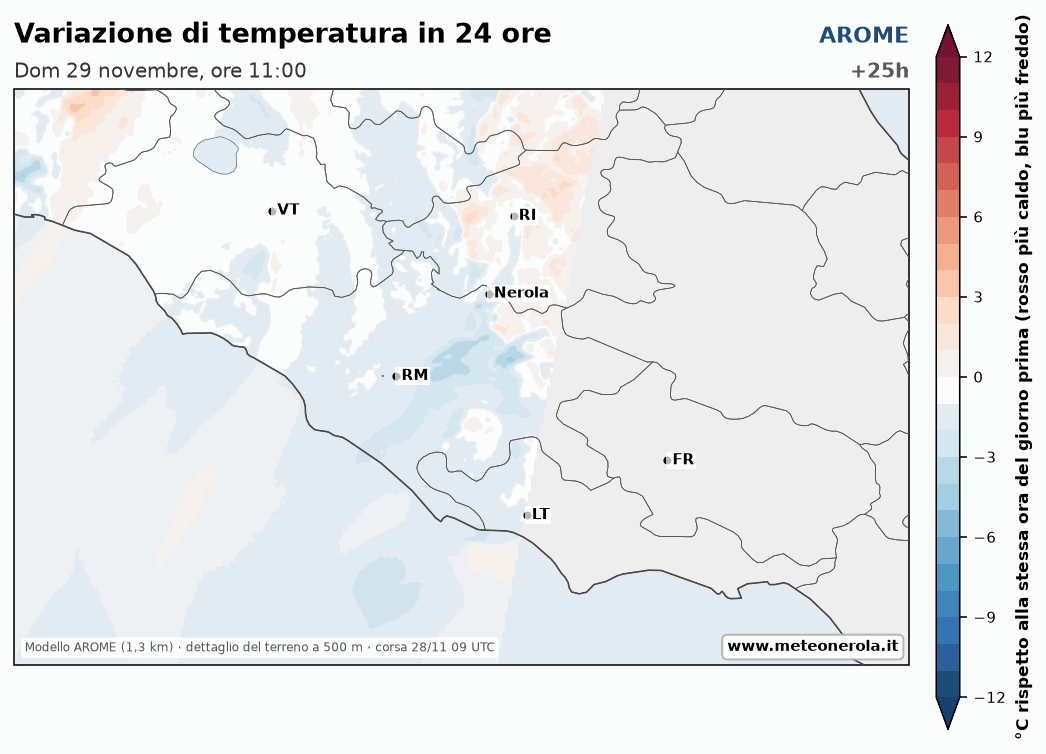 Variazione di temperatura in 24 ore
AROME
Dom 29 novembre, ore 11:00
+25h
VT
RI
Nerola
RM
FR
LT
Modello AROME (1,3 km) · dettaglio del terreno a 500 m · corsa 28/11 09 UTC
www.meteonerola.it
12
9
6
3
0
−3
−6
−9
−12
°C rispetto alla stessa ora del giorno prima (rosso più caldo, blu più freddo)